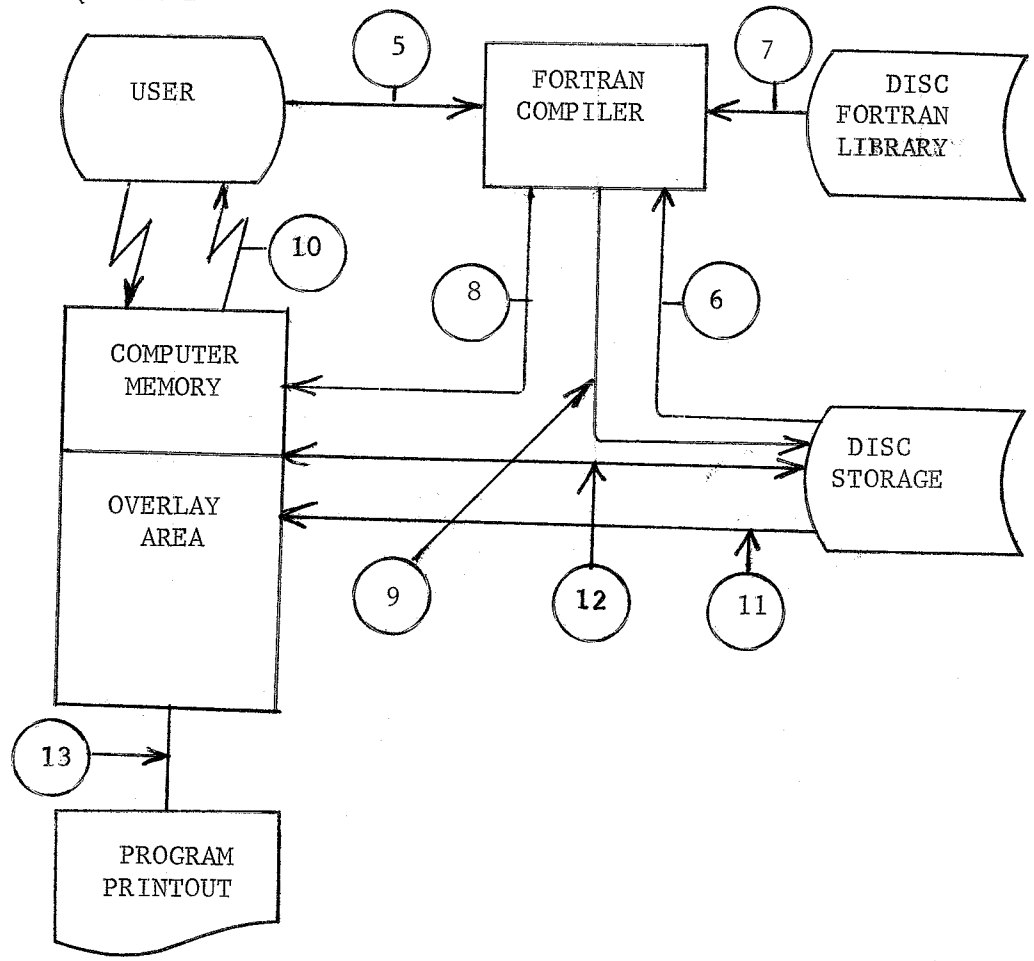 5
7
USER
FORTRAN
COMPILER
DISC
FORTRAN
LIBRARY
10
8
6
COMPUTER
MEMORY
DISC
STORAGE
OVERLAY
AREA
9
12
11
13
PROGRAM
PRINTOUT